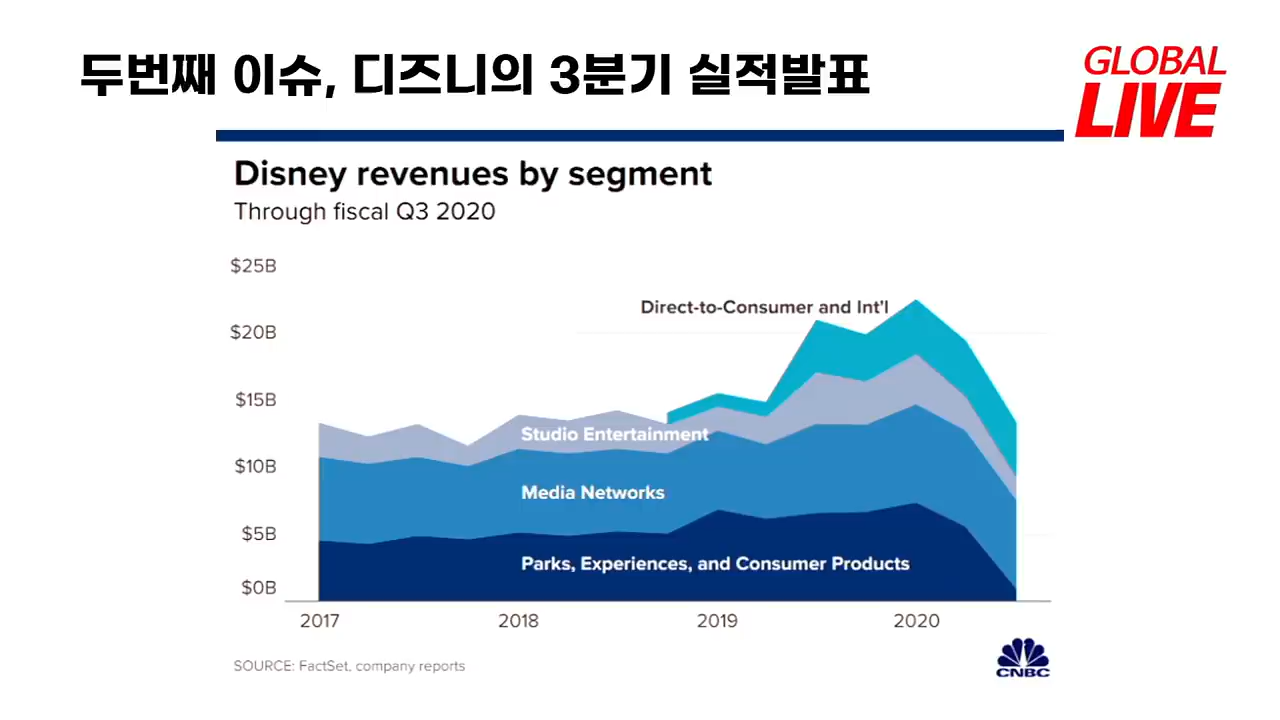 두번째 이슈, 디즈니의 3분기 실적발표
GLOBAL
LIVE
Disney revenues by segment
Through fiscal Q3 2020
$25B
Direct-to-Consumer and Int'l
$20B
$15B
Studio Entertainment
$10B
Media Networks
$5B
Parks, Experiences, and Consumer Products
$0B
2017 2018 2019 2020
SOURCE: FactSet, company reports
CNBC